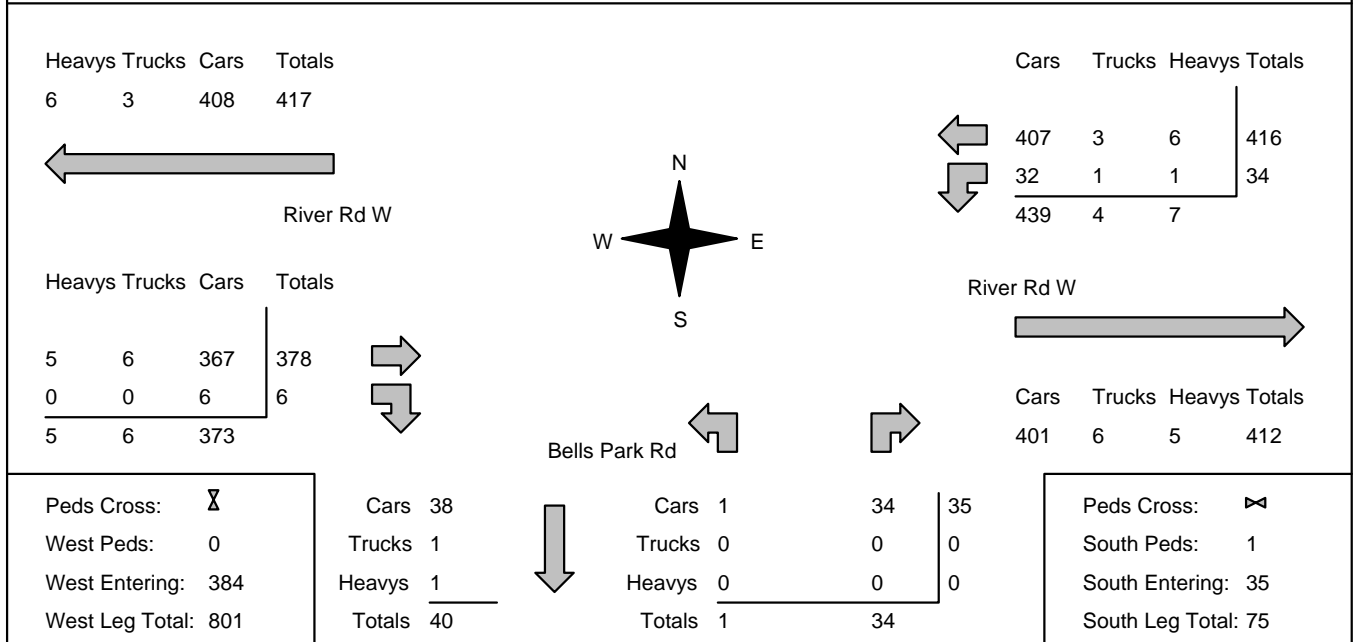 Heavys Trucks Cars Totals
6 3 408 417
Cars Trucks Heavys Totals
407 3 6 416
32 1 1 34
439 4 7
N
W E
S
River Rd W
River Rd W
Heavys Trucks Cars Totals
5 6 367 378
0 0 6 6
5 6 373
Cars Trucks Heavys Totals
401 6 5 412
Bells Park Rd
Peds Cross:
West Peds: 0
West Entering: 384
West Leg Total: 801
Cars 38
Trucks 1
Heavys 1
Totals 40
Cars 1 34 35
Trucks 0 0 0
Heavys 0 0 0
Totals 1 34
Peds Cross:
South Peds: 1
South Entering: 35
South Leg Total: 75